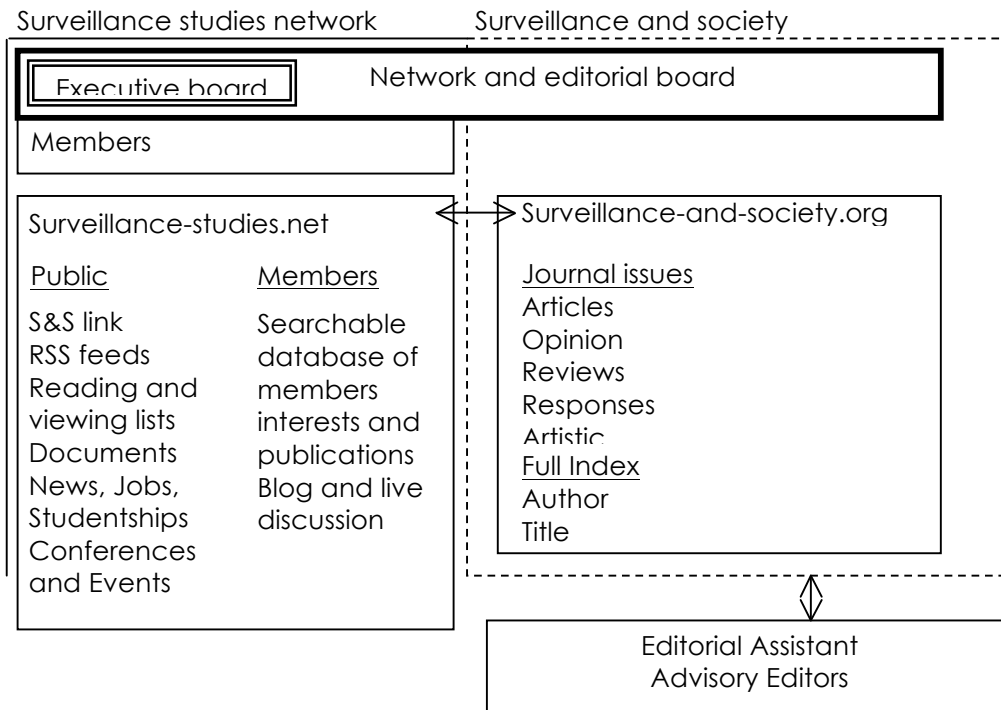 Surveillance studies network
Surveillance and society
Executive board
Network and editorial board
Members
Surveillance-studies.net
Public
S&S link
RSS feeds
Reading and
viewing lists
Documents
News, Jobs,
Studentships
Conferences
and Events
Members
Searchable
database of
members
interests and
publications
Blog and live
discussion
Surveillance-and-society.org
Journal issues
Articles
Opinion
Reviews
Responses
Artistic
Full Index
Author
Title
Editorial Assistant
Advisory Editors